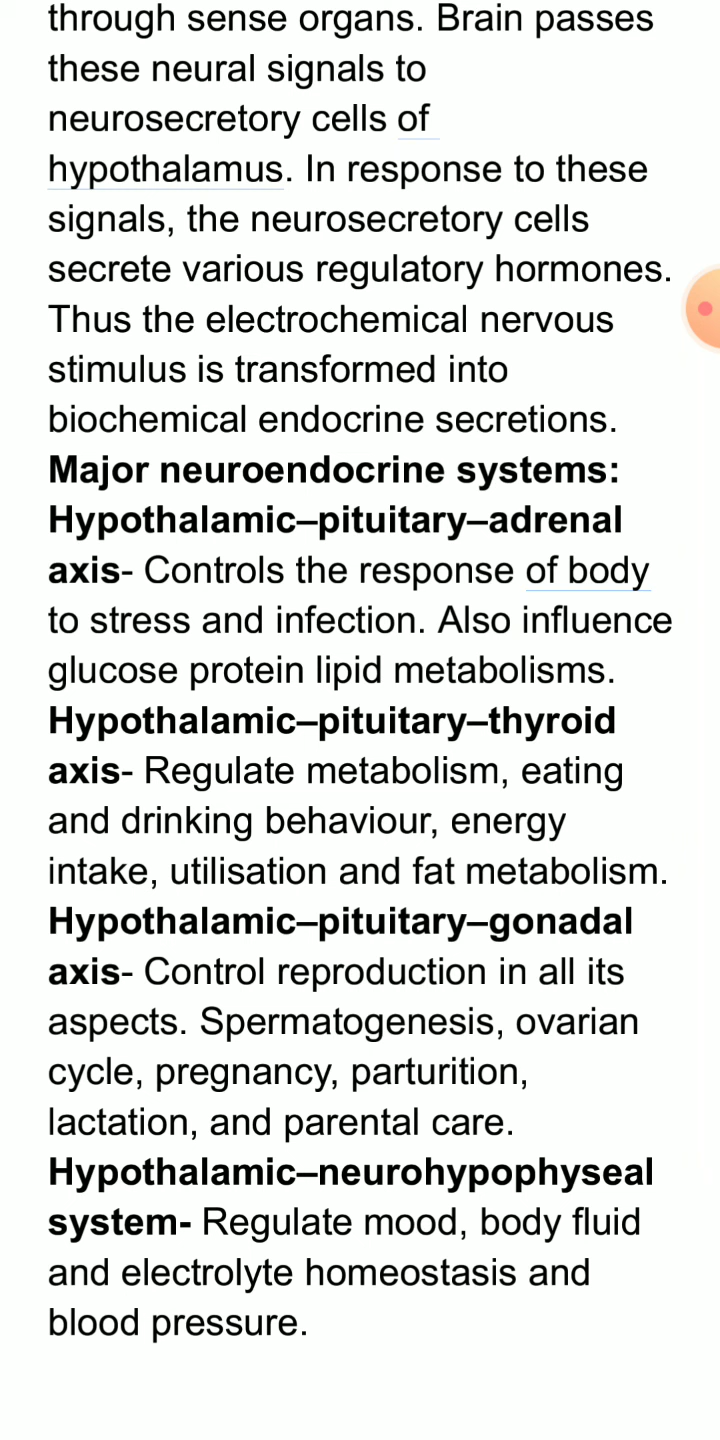 through sense organs. Brain passes
these neural signals to
neurosecretory cells of
hypothalamus. In response to these
signals, the neurosecretory cells
secrete various regulatory hormones.
Thus the electrochemical nervous
stimulus is transformed into
biochemical endocrine secretions.
Major neuroendocrine systems:
Hypothalamic–pituitary–adrenal
axis- Controls the response of body
to stress and infection. Also influence
glucose protein lipid metabolisms.
Hypothalamic–pituitary–thyroid
axis- Regulate metabolism, eating
and drinking behaviour, energy
intake, utilisation and fat metabolism.
Hypothalamic–pituitary–gonadal
axis- Control reproduction in all its
aspects. Spermatogenesis, ovarian
cycle, pregnancy, parturition,
lactation, and parental care.
Hypothalamic–neurohypophyseal
system- Regulate mood, body fluid
and electrolyte homeostasis and
blood pressure.